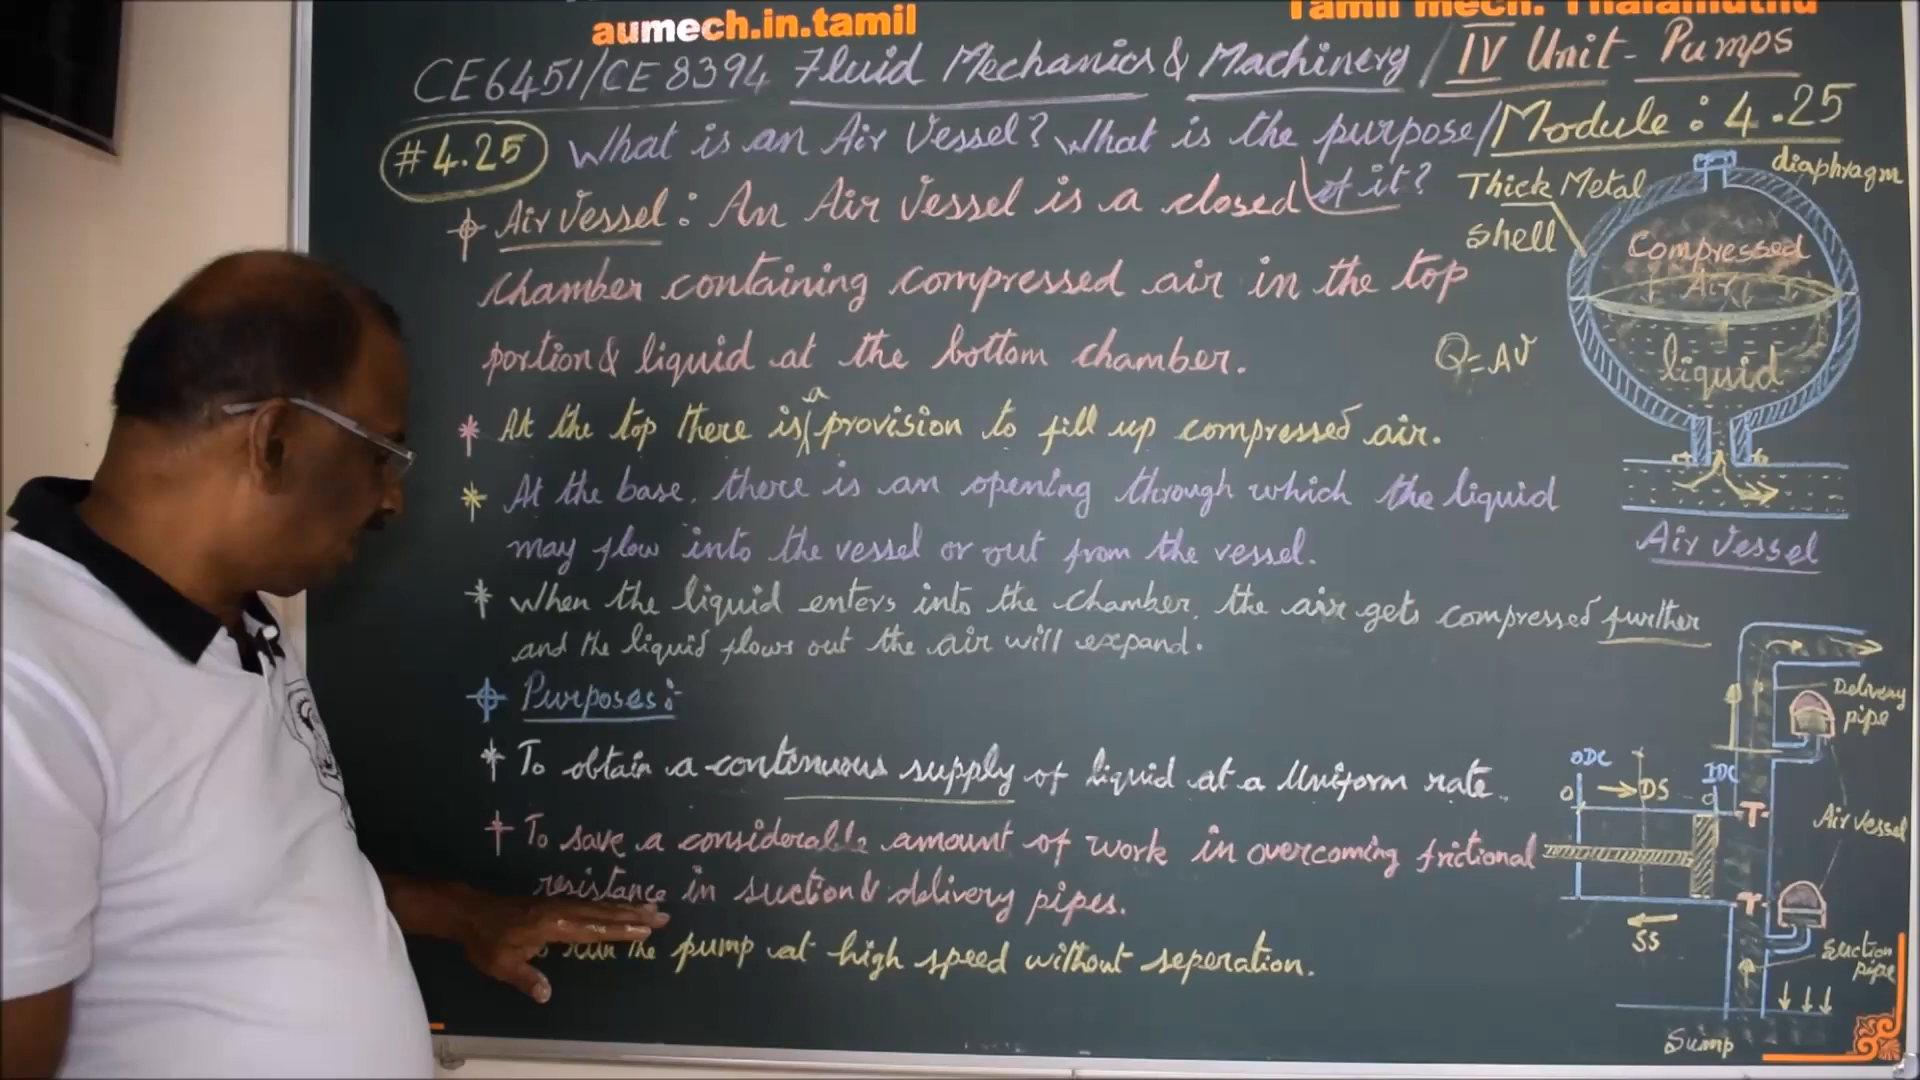 aumech.in.tamil
Tamil mech. Thalamuthu
CE6451/CE 8394 Fluid Mechanics & Machinery / IV Unit - Pumps
#4.25 What is an Air Vessel? What is the purpose / Module : 4.25
of it?
Air Vessel : An Air Vessel is a closed
chamber containing compressed air in the top
portion & liquid at the bottom chamber.
* At the top there is a provision to fill up compressed air.
* At the base, there is an opening through which the liquid
may flow into the vessel or out from the vessel.
* When the liquid enters into the chamber, the air gets compressed further
and the liquid flows out the air will expand.
Purposes :-
* To obtain a continuous supply of liquid at a Uniform rate.
* To save a considerable amount of work in overcoming frictional
resistance in suction & delivery pipes.
run the pump at high speed without seperation.
Q=AV
diaphragm
Thick Metal
shell
Compressed
Air
liquid
Air Vessel
Delivery
pipe
ODC
IDC
DS
Air vessel
SS
Suction
pipe
Sump